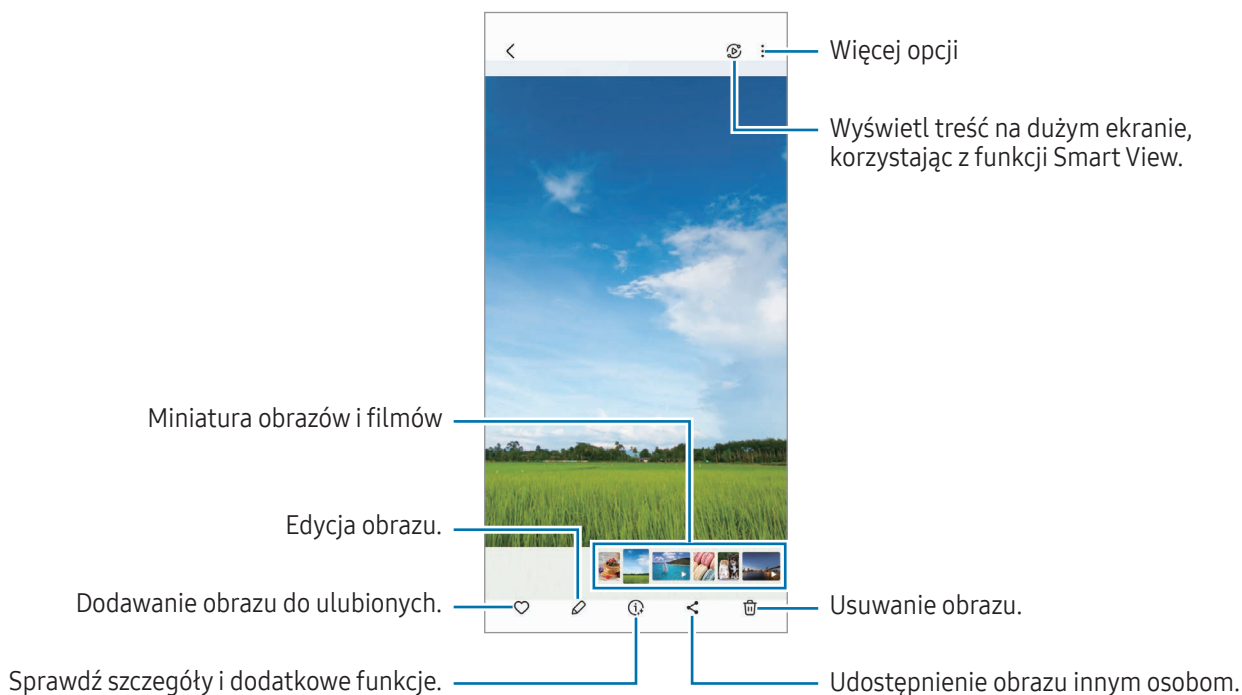 Więcej opcji
Wyświetl treść na dużym ekranie,
korzystając z funkcji Smart View.
Miniatura obrazów i filmów
Edycja obrazu.
Dodawanie obrazu do ulubionych.
Usuwanie obrazu.
Sprawdź szczegóły i dodatkowe funkcje.
Udostępnienie obrazu innym osobom.